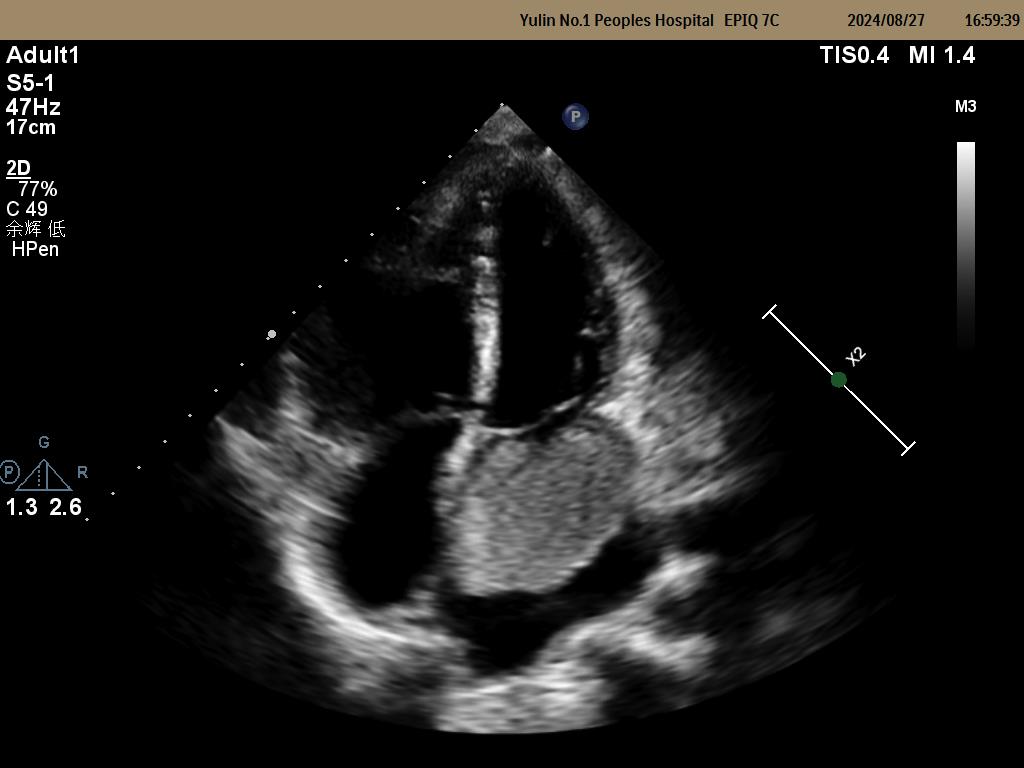 Yulin No.1 Peoples Hospital EPIQ 7C 2024/08/27 16:59:39
TIS0.4 MI 1.4
M3
X2
P
Adult1
S5-1
47Hz
17cm
2D
77%
C 49
余辉 低
HPen
G
P R
1.3 2.6